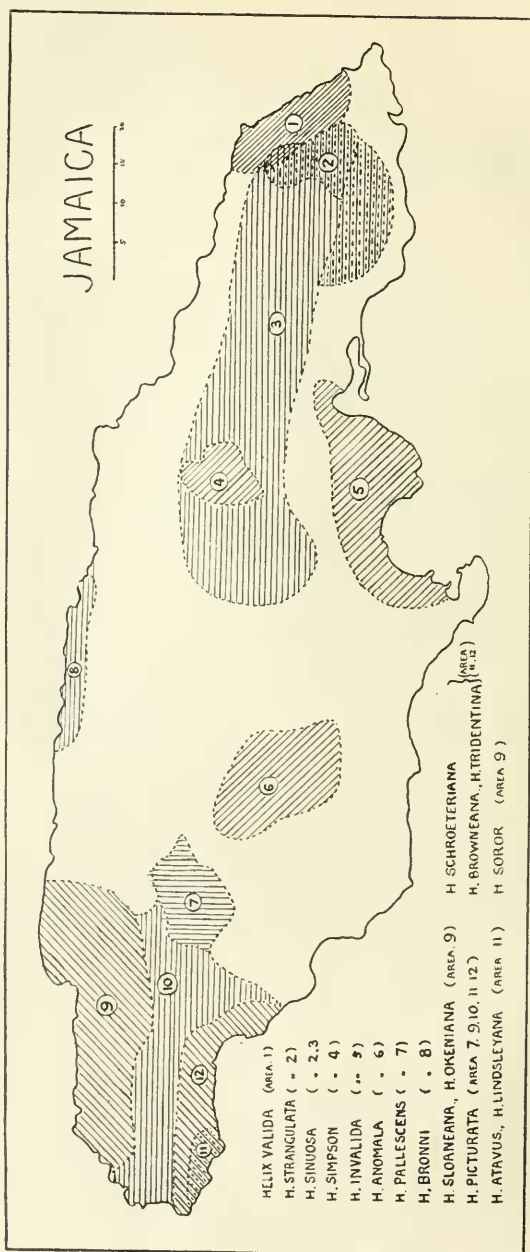 JAMAICA
5 10 15 20
1
2
3
4
5
6
7
8
9
10
11
12
HELIX VALIDA (AREA. 1)
H. STRANGULATA ( " 2)
H. SINUOSA ( " 2.3
H. SIMPSON ( " 4)
H. INVALIDA ( " 5)
H. ANOMALA ( " 6)
H. PALLESCENS ( " 7)
H. BRONNI ( " 8)
H. SLOANEANA., H. OKENIANA (AREA. 9)
H. PICTURATA (AREA 7. 9. 10. 11 12)
H. ATAVUS., H. LINDSLEYANA (AREA 11)
H SCHROETERIANA
H. BROWNEANA., H. TRIDENTINA } (AREA 11.12)
H SOROR (AREA 9)